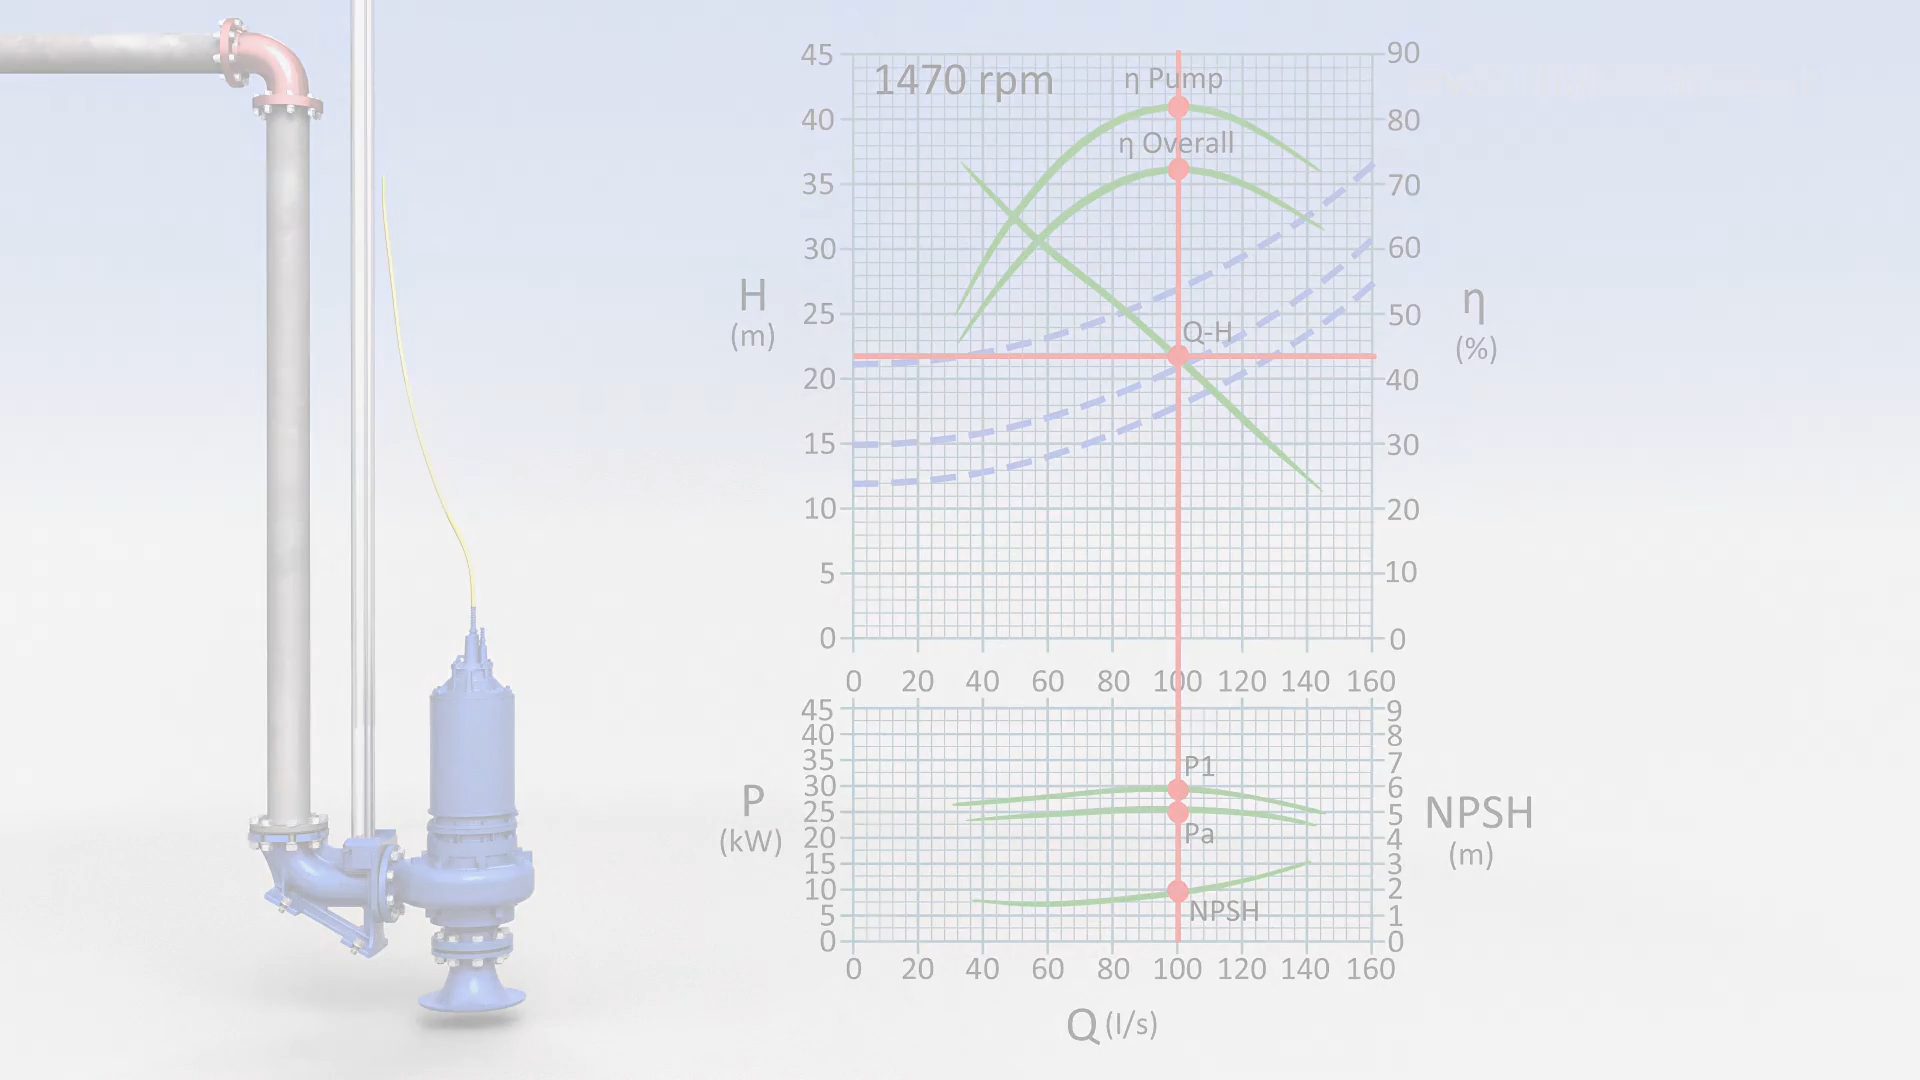 1470 rpm
η Pump
η Overall
Q-H
H
(m)
45
40
35
30
25
20
15
10
5
0
90
80
70
60
50
40
30
20
10
0
η
(%)
0 20 40 60 80 100 120 140 160
P
(kW)
45
40
35
30
25
20
15
10
5
0
P1
Pa
NPSH
9
8
7
6
5
4
3
2
1
0
NPSH
(m)
0 20 40 60 80 100 120 140 160
Q (l/s)